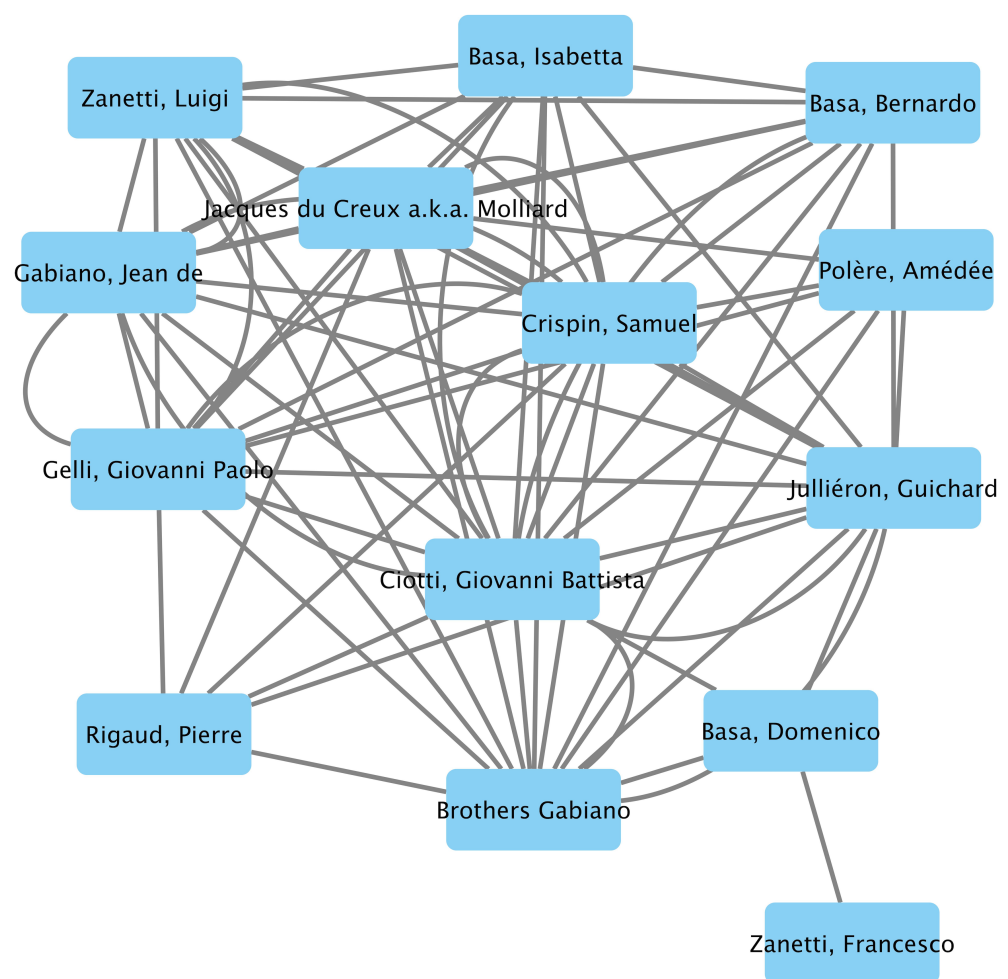 Basa, Isabetta
Zanetti, Luigi
Basa, Bernardo
Jacques du Creux a.k.a. Molliard
Gabiano, Jean de
Polère, Amédée
Crispin, Samuel
Gelli, Giovanni Paolo
Julliéron, Guichard
Ciotti, Giovanni Battista
Rigaud, Pierre
Basa, Domenico
Brothers Gabiano
Zanetti, Francesco